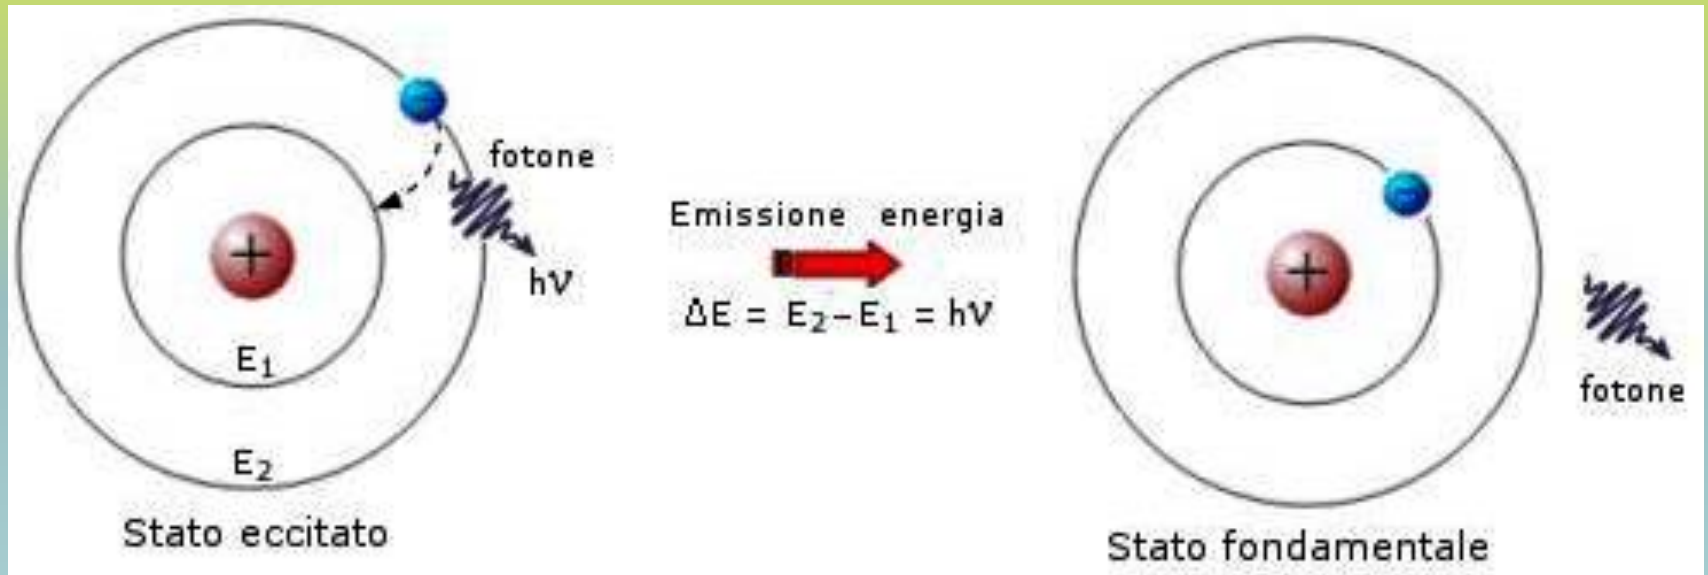 fotone
hν
+
E₁
E₂
Stato eccitato
Emissione energia
ΔE = E₂–E₁ = hν
+
fotone
Stato fondamentale